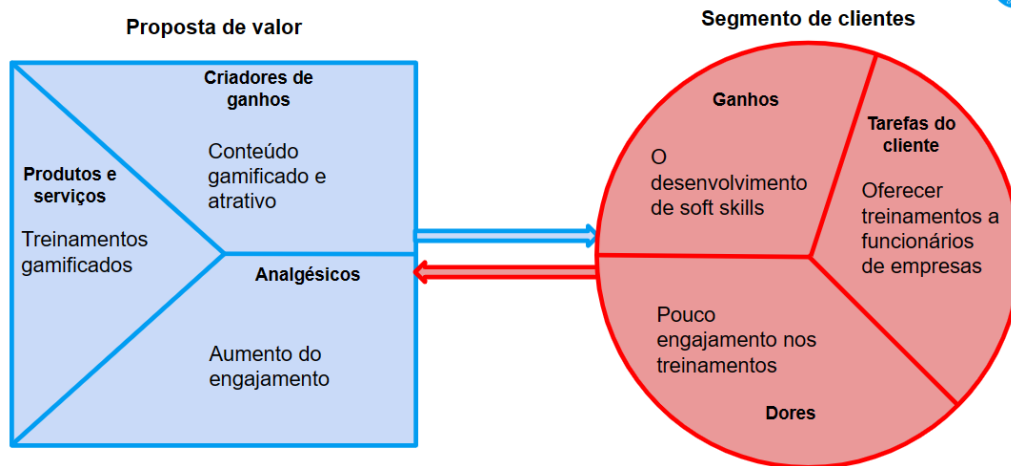 Proposta de valor
Segmento de clientes
Criadores de
ganhos
Conteúdo
gamificado e
atrativo
Produtos e
serviços
Treinamentos
gamificados
Analgésicos
Aumento do
engajamento
Ganhos
O
desenvolvimento
de soft skills
Tarefas do
cliente
Oferecer
treinamentos a
funcionários
de empresas
Pouco
engajamento nos
treinamentos
Dores